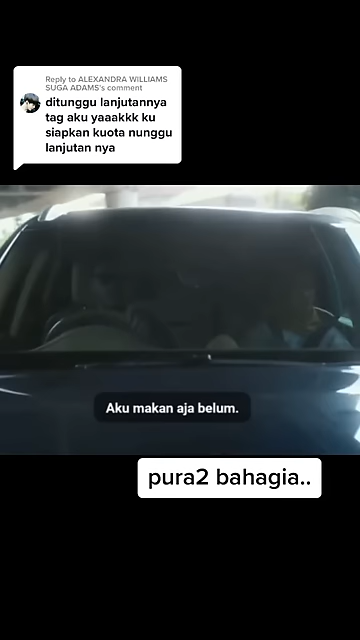 Reply to ALEXANDRA WILLIAMS
SUGA ADAMS's comment
ditunggu lanjutannya
tag aku yaaakkk ku
siapkan kuota nunggu
lanjutan nya
Aku makan aja belum.
pura2 bahagia..